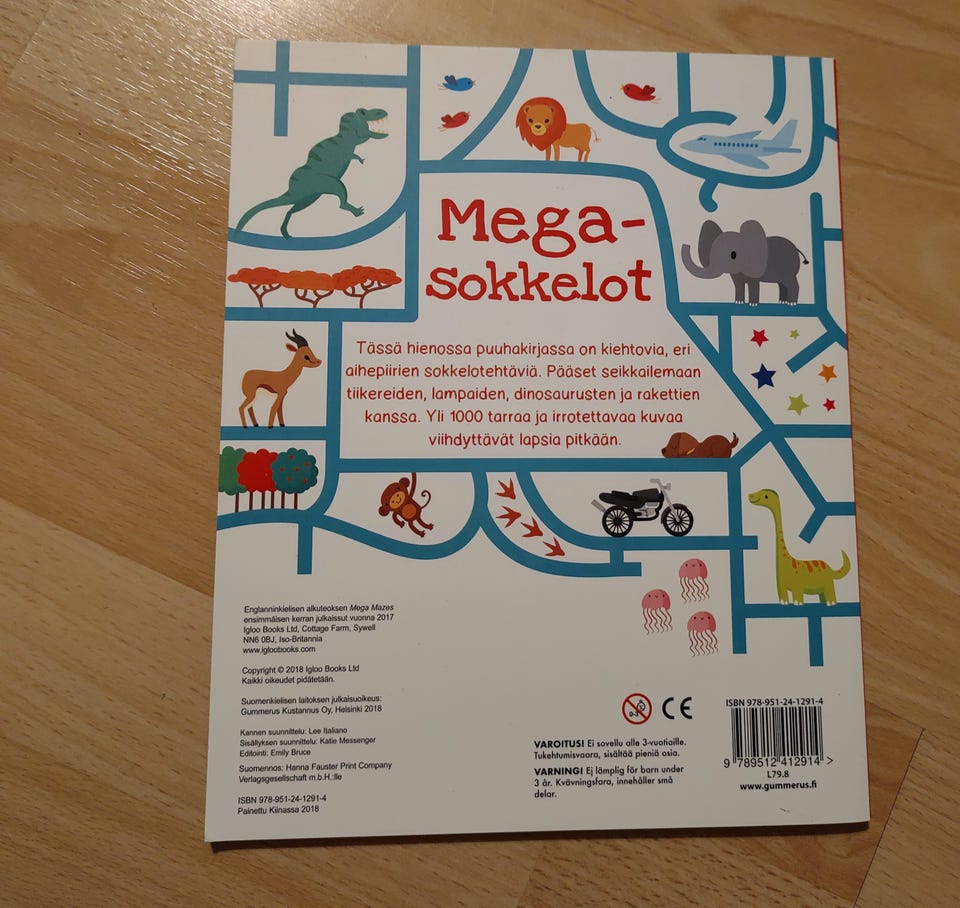 Mega-
sokkelot
Tässä hienossa puuhakirjassa on kiehtovia, eri
aihepiirien sokkelotehtäviä. Pääset seikkailemaan
tiikereiden, lampaiden, dinosaurusten ja rakettien
kanssa. Yli 1000 tarraa ja irrotettavaa kuvaa
viihdyttävät lapsia pitkään.
Englanninkielisen alkuteoksen Mega Mazes
ensimmäisen kerran julkaissut vuonna 2017
Igloo Books Ltd, Cottage Farm, Sywell
NN6 0BJ, Iso-Britannia
www.igloobooks.com
Copyright © 2018 Igloo Books Ltd
Kaikki oikeudet pidätetään.
Suomenkielisen laitoksen julkaisuoikeus:
Gummerus Kustannus Oy, Helsinki 2018
Kannen suunnittelu: Lee Italiano
Sisällyksen suunnittelu: Katie Messenger
Editointi: Emily Bruce
Suomennos: Hanna Fauster Print Company
Verlagsgesellschaft m.b.H.:lle
ISBN 978-951-24-1291-4
Painettu Kiinassa 2018
0-3
CE
VAROITUS! Ei sovellu alle 3-vuotiaille.
Tukehtumisvaara, sisältää pieniä osia.
VARNING! Ej lämplig för barn under
3 år. Kvävningsfara, innehåller små
delar.
ISBN 978-951-24-1291-4
9 789512 412914 >
L79.8
www.gummerus.fi